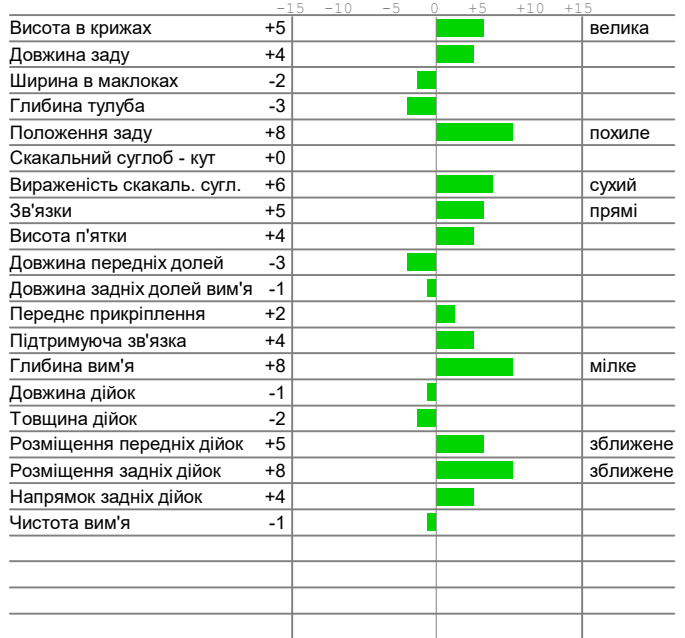 -15 -10 -5 0 +5 +10 +15
Висота в крижах +5 велика
Довжина заду +4
Ширина в маклоках -2
Глибина тулуба -3
Положення заду +8 похиле
Скакальний суглоб - кут +0
Вираженість скакаль. сугл. +6 сухий
Зв'язки +5 прямі
Висота п'ятки +4
Довжина передніх долей -3
Довжина задніх долей вим'я -1
Переднє прикріплення +2
Підтримуюча зв'язка +4
Глибина вим'я +8 мілке
Довжина дійок -1
Товщина дійок -2
Розміщення передніх дійок +5 зближене
Розміщення задніх дійок +8 зближене
Напрямок задніх дійок +4
Чистота вим'я -1